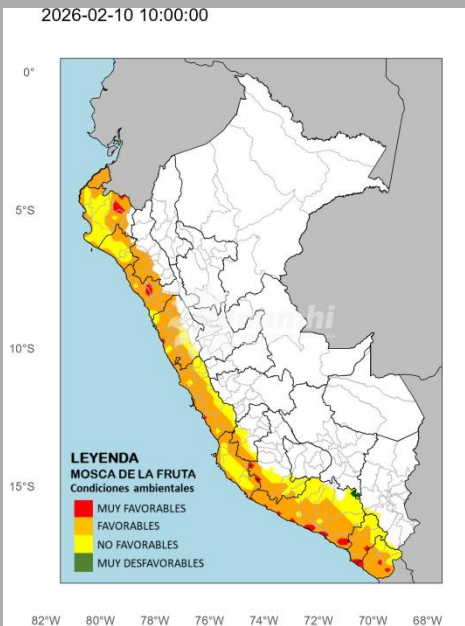 2026-02-10 10:00:00
0°
5°S
10°S
15°S
LEYENDA
MOSCA DE LA FRUTA
Condiciones ambientales
MUY FAVORABLES
FAVORABLES
NO FAVORABLES
MUY DESFAVORABLES
82°W 80°W 78°W 76°W 74°W 72°W 70°W 68°W